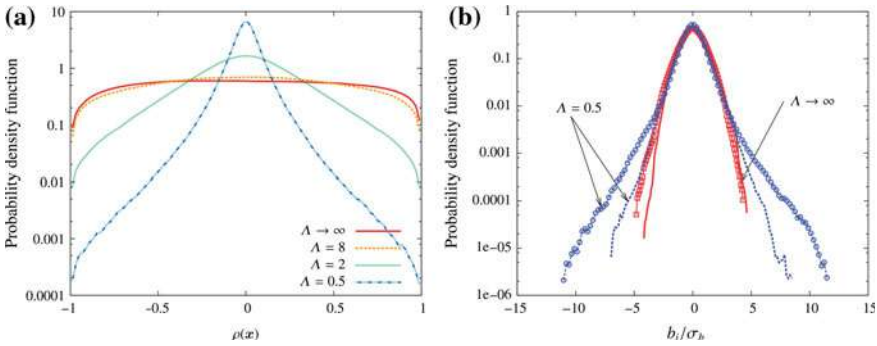 (a)
Probability density function
10
1
0.1
0.01
0.001
0.0001
Λ → ∞
Λ = 8
Λ = 2
Λ = 0.5
−1
−0.5
0
0.5
1
ρ(x)
(b)
Probability density function
1
0.1
0.01
0.001
0.0001
1e−05
1e−06
Λ = 0.5
Λ → ∞
−15
−10
−5
0
5
10
15
b_i/σ_b